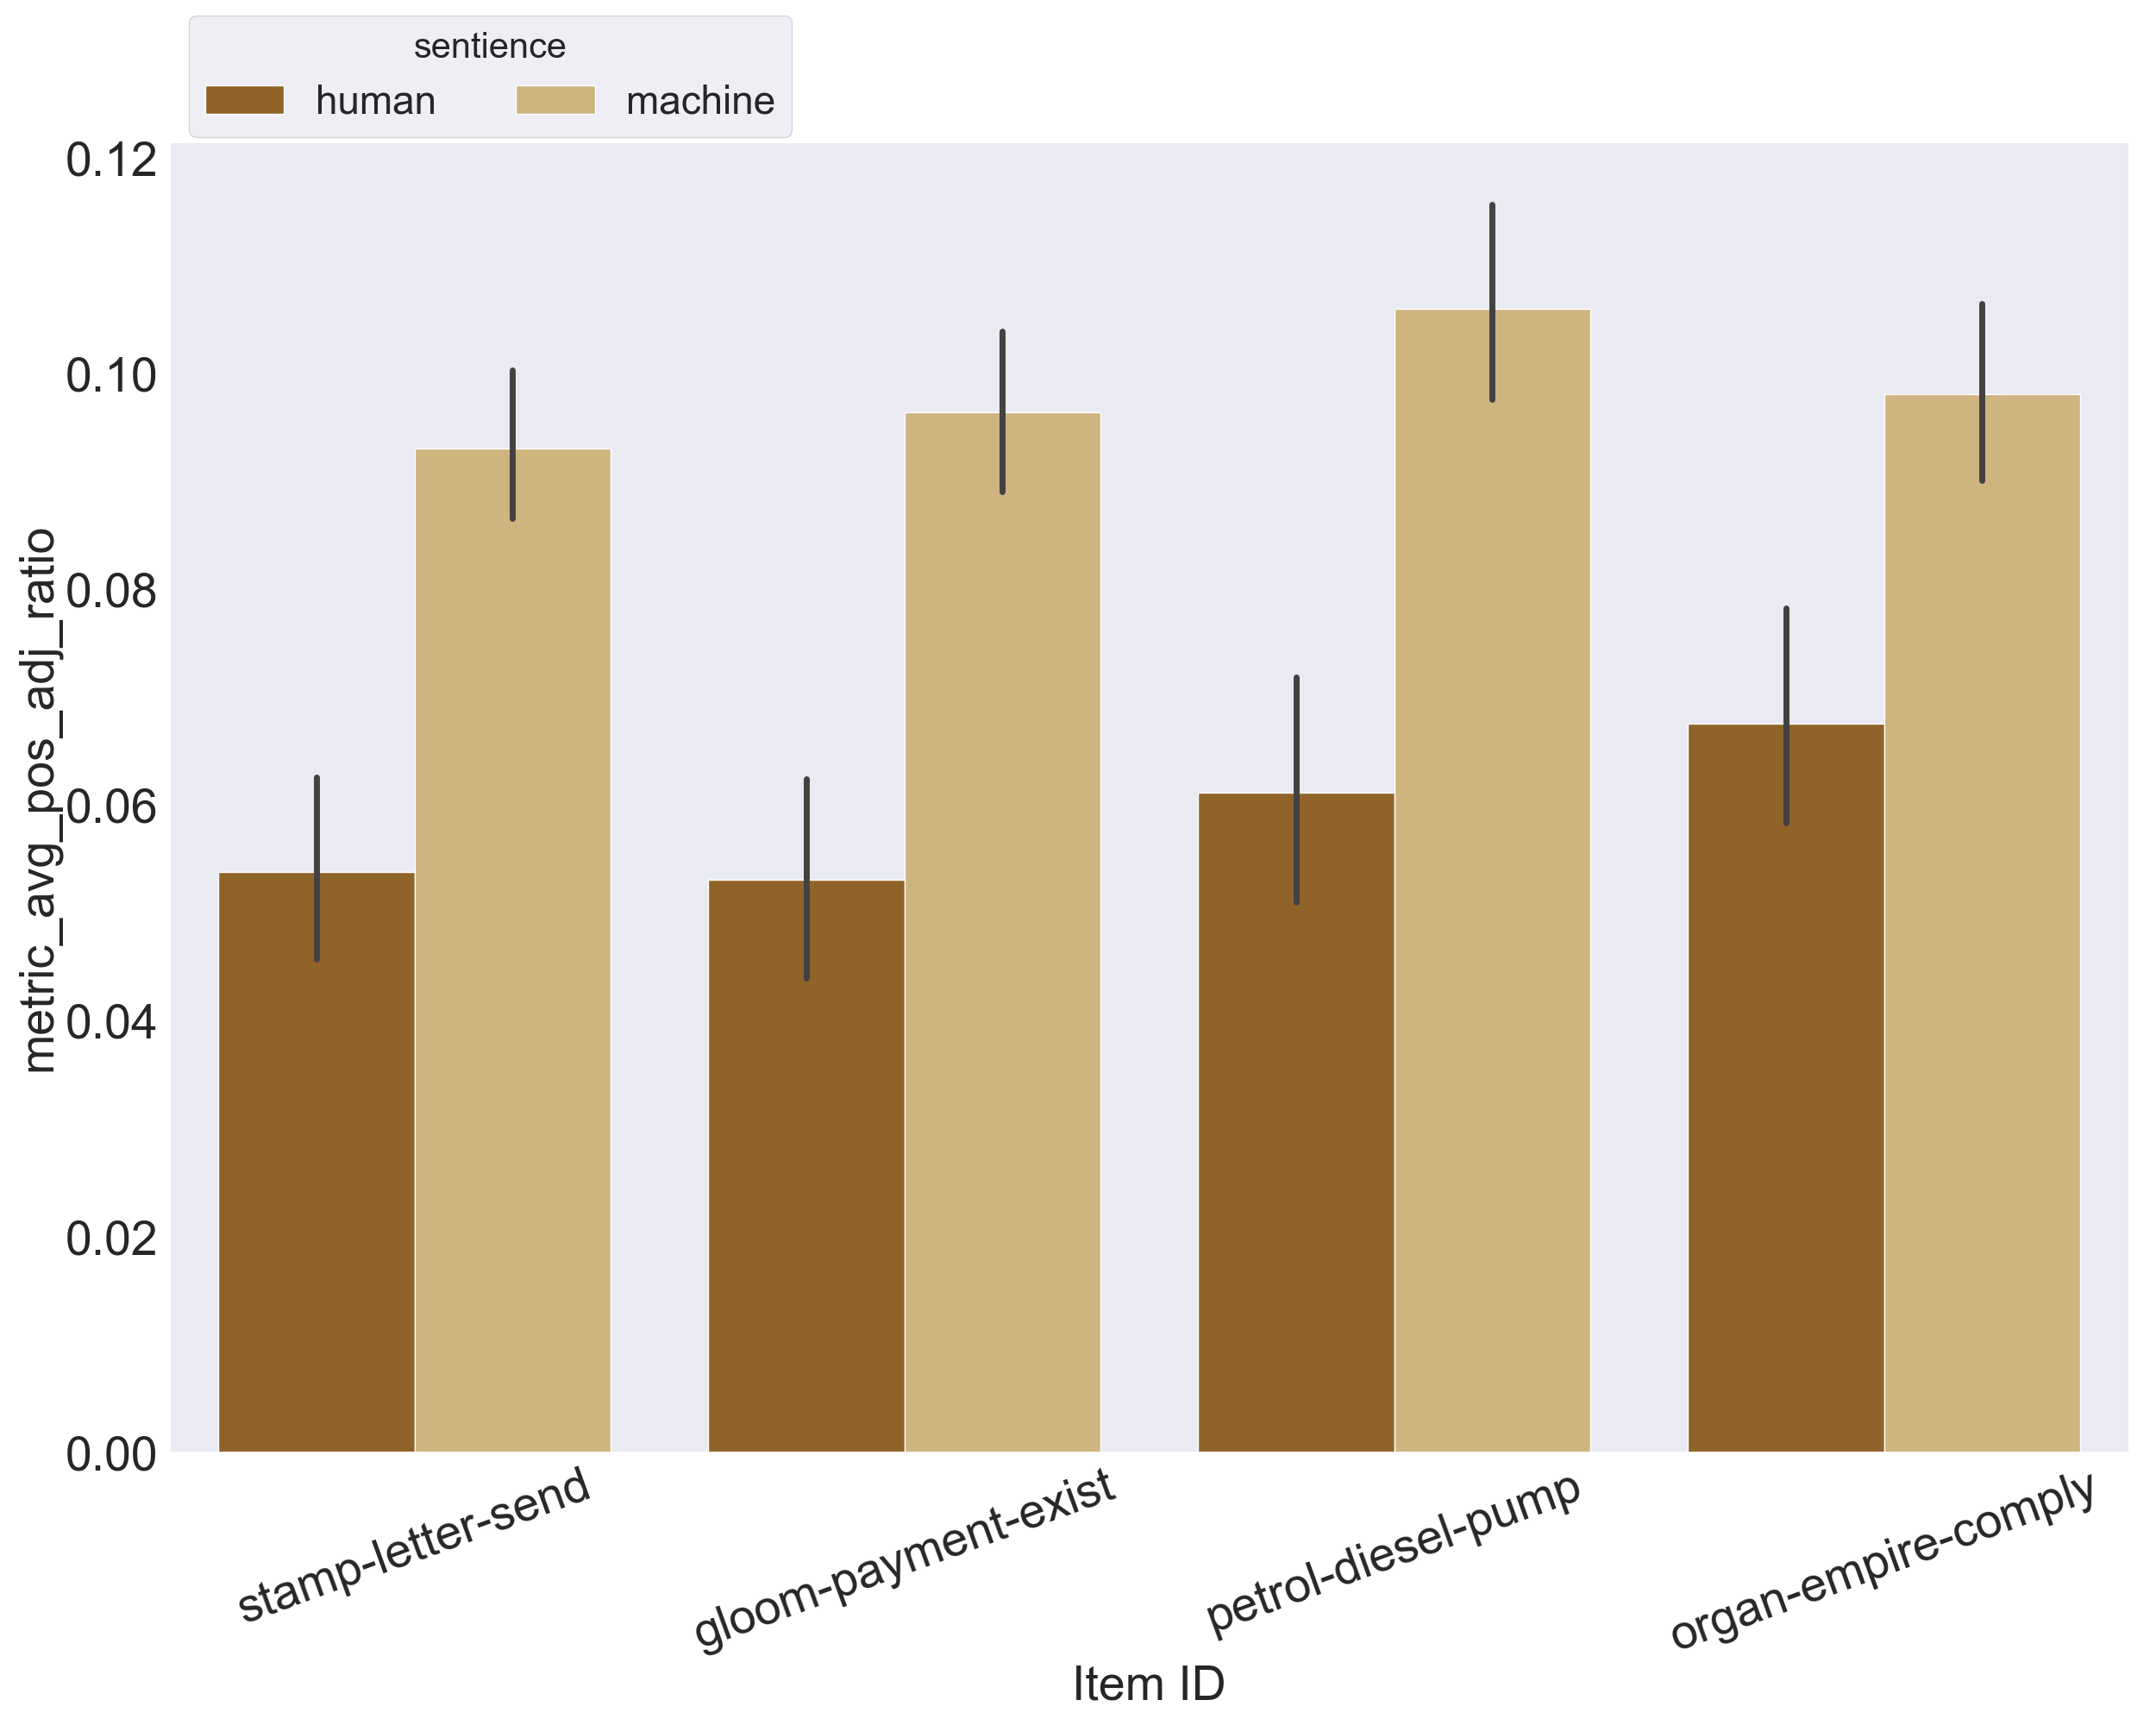 sentience
human machine
0.12
0.10
0.08
0.06
0.04
0.02
0.00
metric_avg_pos_adj_ratio
stamp-letter-send
gloom-payment-exist
petrol-diesel-pump
organ-empire-comply
Item ID